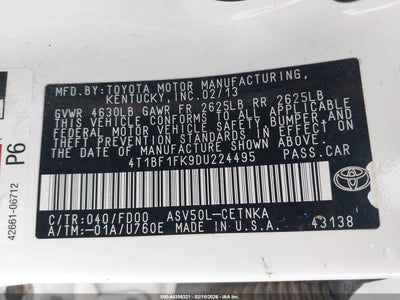 MFD.BY:TOYOTA MOTOR MANUFACTURING,
KENTUCKY,INC.02/13
GVWR 4630LB GAWR FR 2625LB RR 2625LB
THIS VEHICLE CONFORMS TO ALL APPLICABLE
FEDERAL MOTOR VEHICLE SAFETY,BUMPER,AND
THEFT PREVENTION STANDARDS IN EFFECT ON
THE DATE OF MANUFACTURE SHOWN ABOVE.
4T1BF1FK9DU224495 PASS.CAR
TOYOTA
C/TR:040/FD00 ASV50L-CETNKA
A/TM:-01A/U760E MADE IN U.S.A. 43138
42661-06712 P6
600-44356321 - 02/10/2026 - IAAI